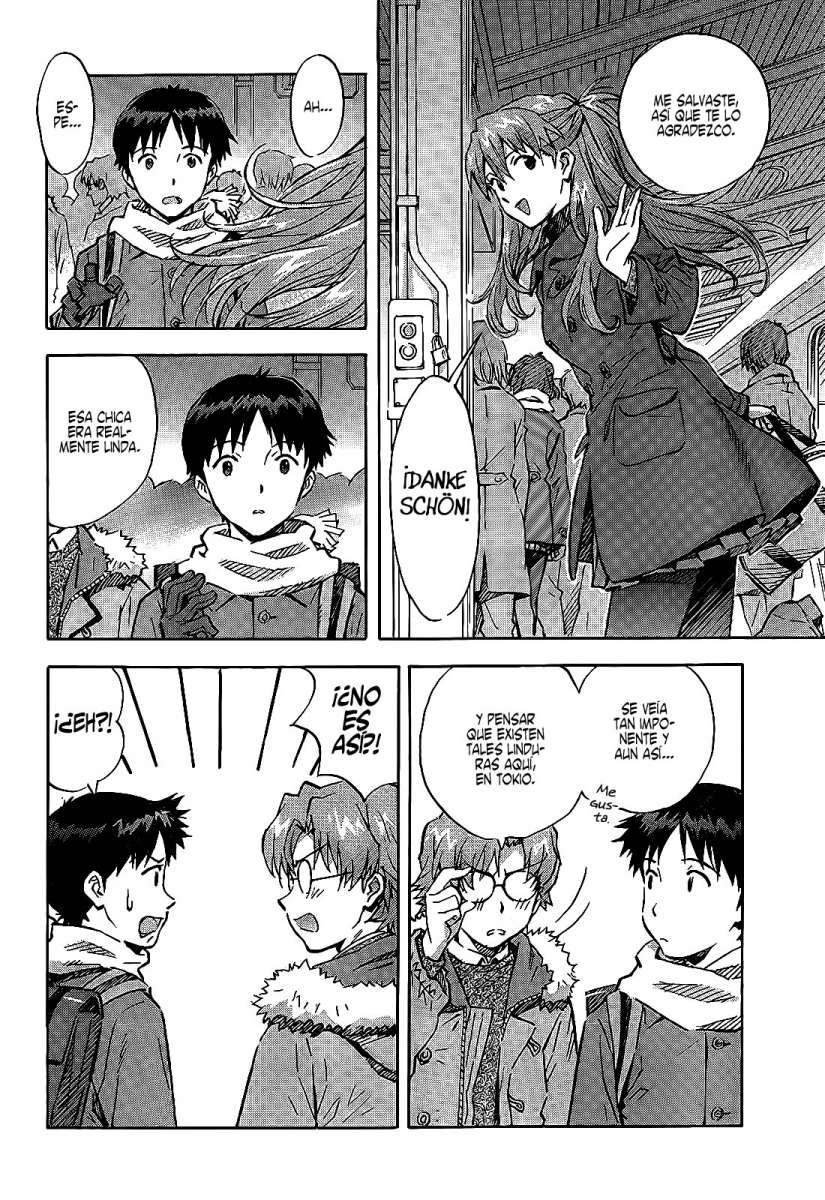 ME SALVASTE,
ASÍ QUE TE LO
AGRADEZCO.
¡DANKE
SCHÖN!
AH...
ES-
PE...
ESA CHICA
ERA REAL-
MENTE LINDA.
SE VEÍA
TAN IMPO-
NENTE Y
AUN ASÍ...
Me
Gus-
ta.
Y PENSAR
QUE EXISTEN
TALES LINDU-
RAS AQUÍ,
EN TOKIO.
¡¿NO
ES
ASÍ?!
¡¿EH?!